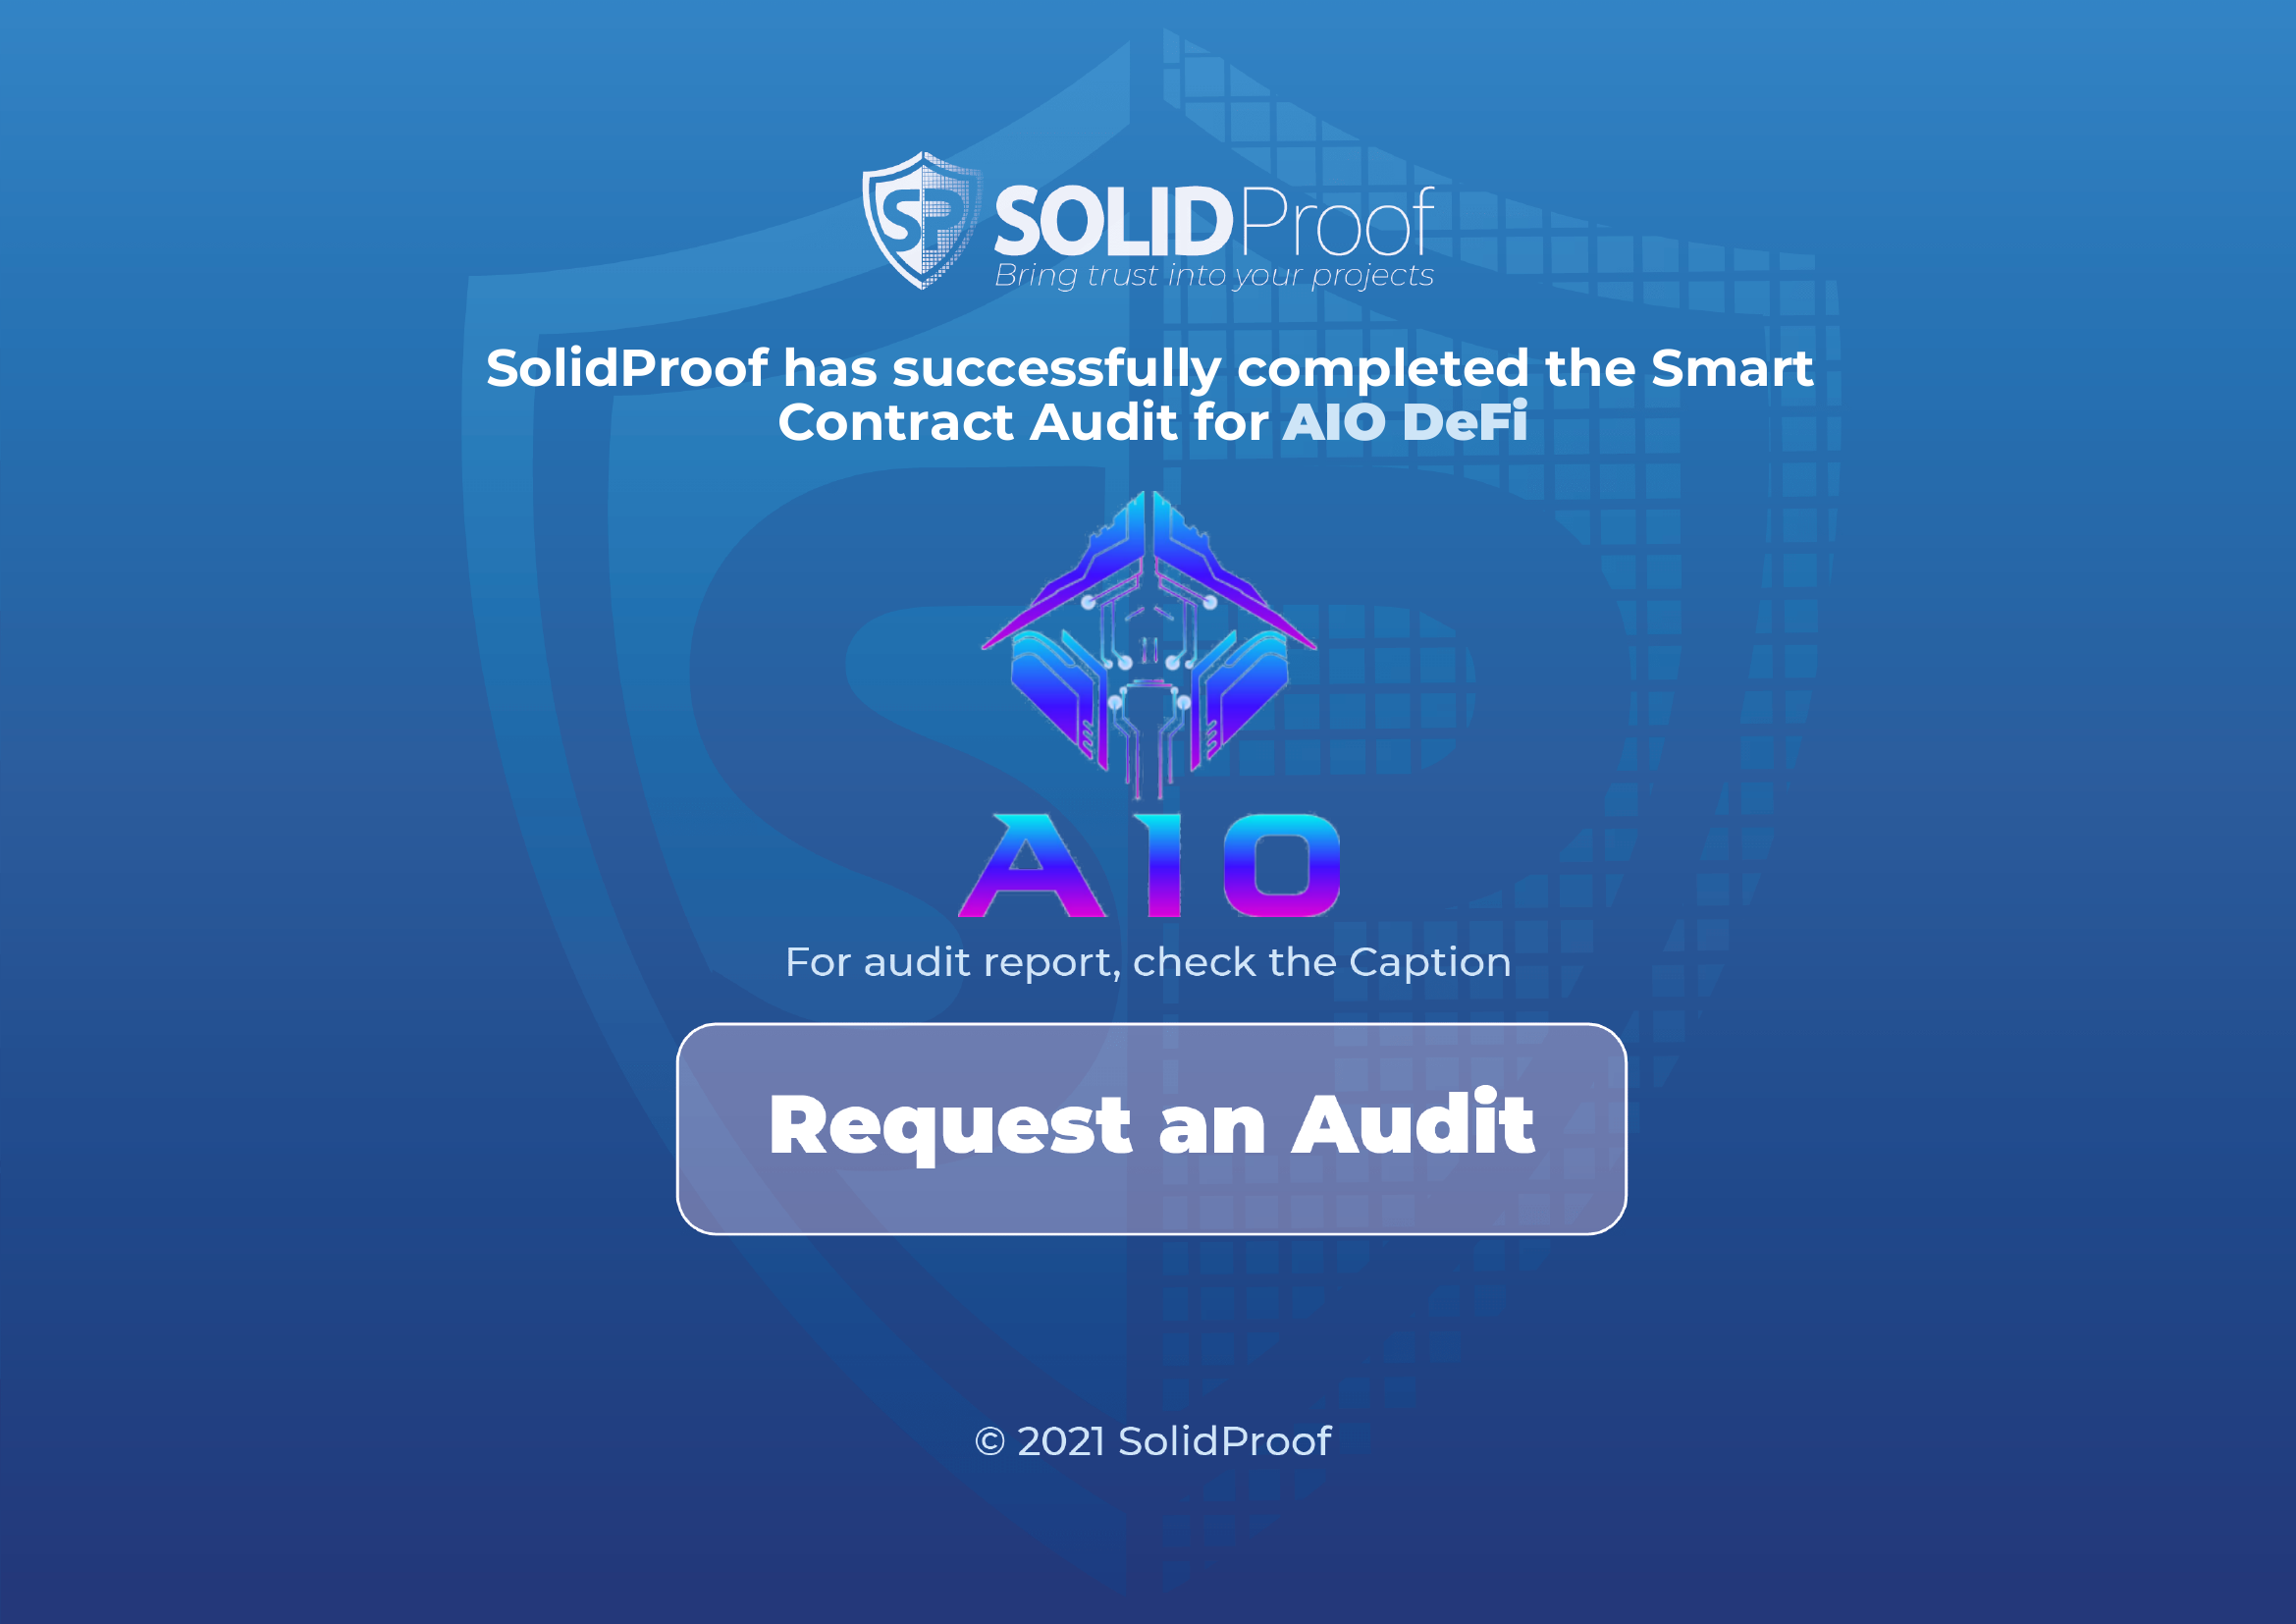 SP SOLIDProof
Bring trust into your projects
SolidProof has successfully completed the Smart
Contract Audit for AIO DeFi
AIO
For audit report, check the Caption
Request an Audit
© 2021 SolidProof